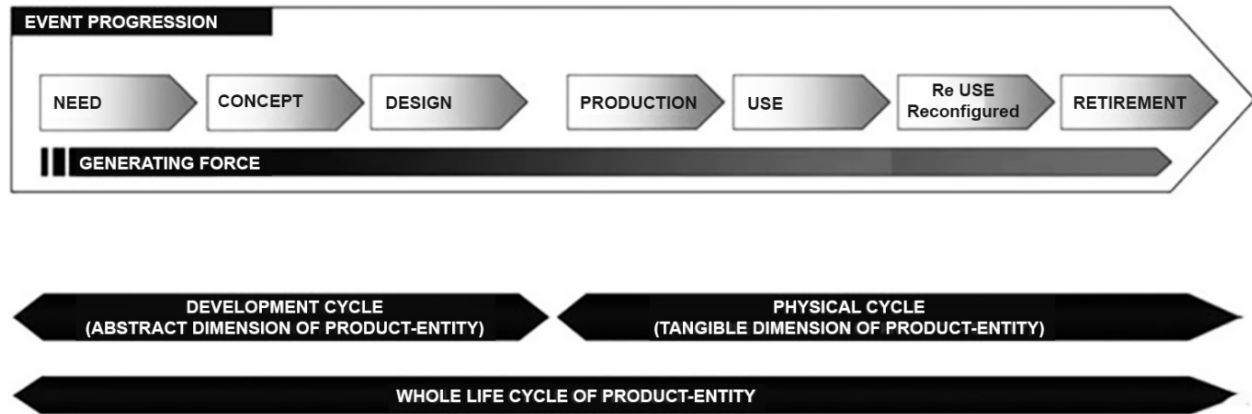 EVENT PROGRESSION
NEED
CONCEPT
DESIGN
PRODUCTION
USE
Re USE
Reconfigured
RETIREMENT
GENERATING FORCE
DEVELOPMENT CYCLE
(ABSTRACT DIMENSION OF PRODUCT-ENTITY)
PHYSICAL CYCLE
(TANGIBLE DIMENSION OF PRODUCT-ENTITY)
WHOLE LIFE CYCLE OF PRODUCT-ENTITY